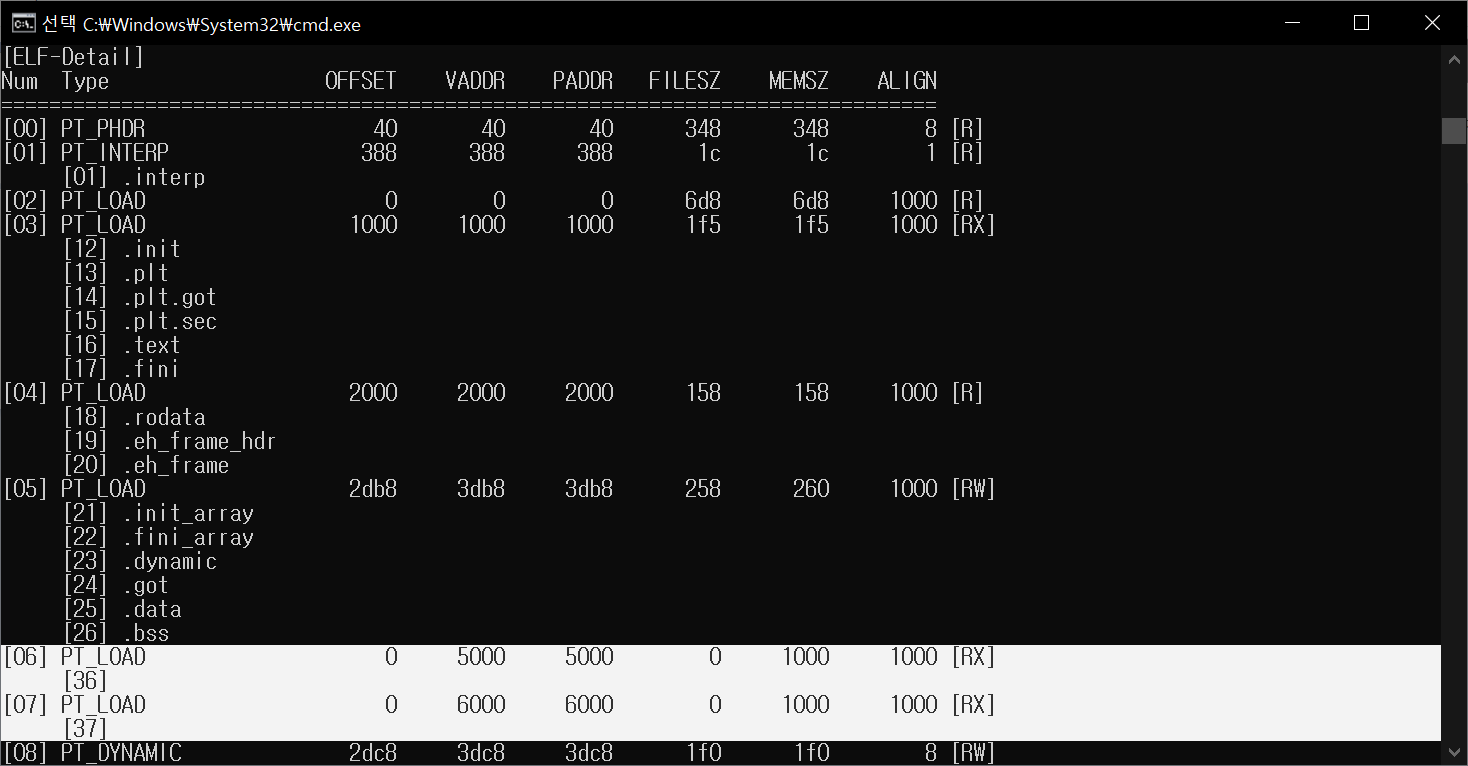 선택 C:₩Windows₩System32₩cmd.exe
[ELF-Detail]
Num  Type                  OFFSET    VADDR    PADDR   FILESZ    MEMSZ    ALIGN
==============================================================================
[00] PT_PHDR                   40       40       40      348      348        8 [R]
[01] PT_INTERP                388      388      388       1c       1c        1 [R]
     [01] .interp
[02] PT_LOAD                    0        0        0      6d8      6d8     1000 [R]
[03] PT_LOAD                 1000     1000     1000      1f5      1f5     1000 [RX]
     [12] .init
     [13] .plt
     [14] .plt.got
     [15] .plt.sec
     [16] .text
     [17] .fini
[04] PT_LOAD                 2000     2000     2000      158      158     1000 [R]
     [18] .rodata
     [19] .eh_frame_hdr
     [20] .eh_frame
[05] PT_LOAD                 2db8     3db8     3db8      258      260     1000 [RW]
     [21] .init_array
     [22] .fini_array
     [23] .dynamic
     [24] .got
     [25] .data
     [26] .bss
[06] PT_LOAD                    0     5000     5000        0     1000     1000 [RX]
     [36]
[07] PT_LOAD                    0     6000     6000        0     1000     1000 [RX]
     [37]
[08] PT_DYNAMIC              2dc8     3dc8     3dc8      1f0      1f0        8 [RW]